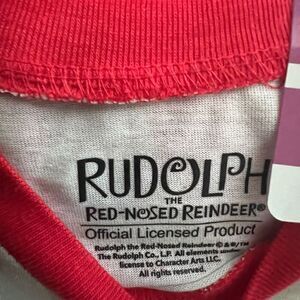 RUDOLPH
THE
RED-NOSED REINDEER®
Official Licensed Product
Rudolph the Red-Nosed Reindeer © & ® / ™
The Rudolph Co., L.P. All elements under
license to Character Arts LLC.
All rights reserved.